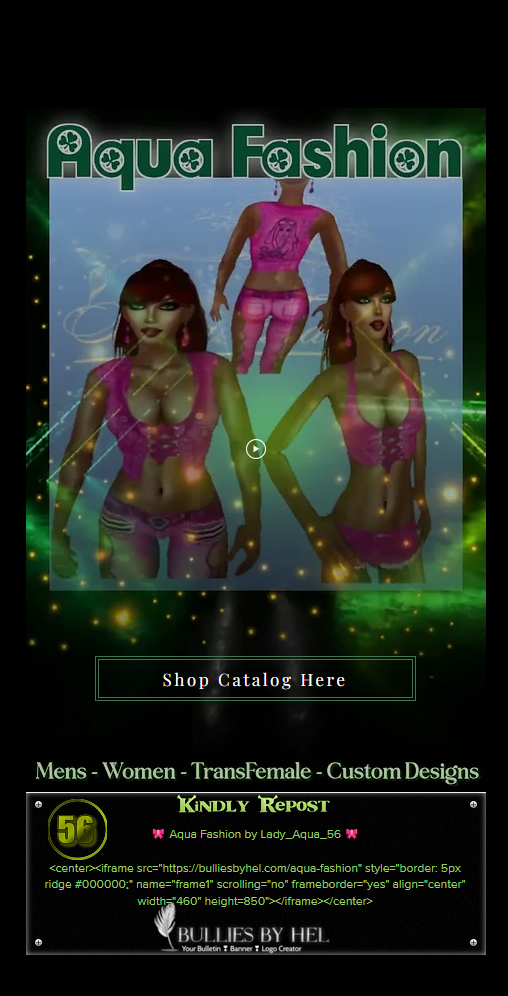 Aqua Fashion
Shop Catalog Here
Mens - Women - TransFemale - Custom Designs
Kindly Repost
56
Aqua Fashion by Lady_Aqua_56
<center><iframe src="https://bulliesbyhel.com/aqua-fashion" style="border: 5px
ridge #000000;" name="frame1" scrolling="no" frameborder="yes" align="center"
width="460" height=850"></iframe></center>
BULLIES BY HEL
Your Bulletin ❣ Banner ❣ Logo Creator